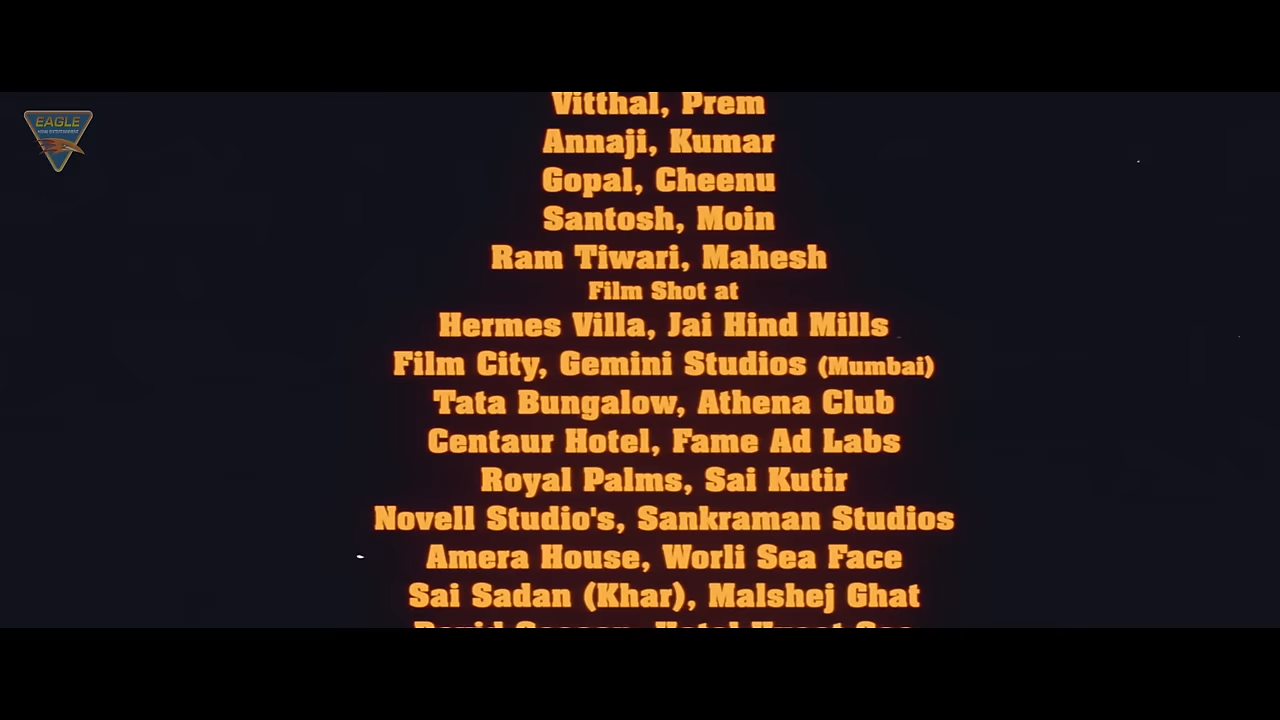 EAGLE
HOME ENTERTAINMENT
Vitthal, Prem
Annaji, Kumar
Gopal, Cheenu
Santosh, Moin
Ram Tiwari, Mahesh
Film Shot at
Hermes Villa, Jai Hind Mills
Film City, Gemini Studios (Mumbai)
Tata Bungalow, Athena Club
Centaur Hotel, Fame Ad Labs
Royal Palms, Sai Kutir
Novell Studio's, Sankraman Studios
Amera House, Worli Sea Face
Sai Sadan (Khar), Malshej Ghat